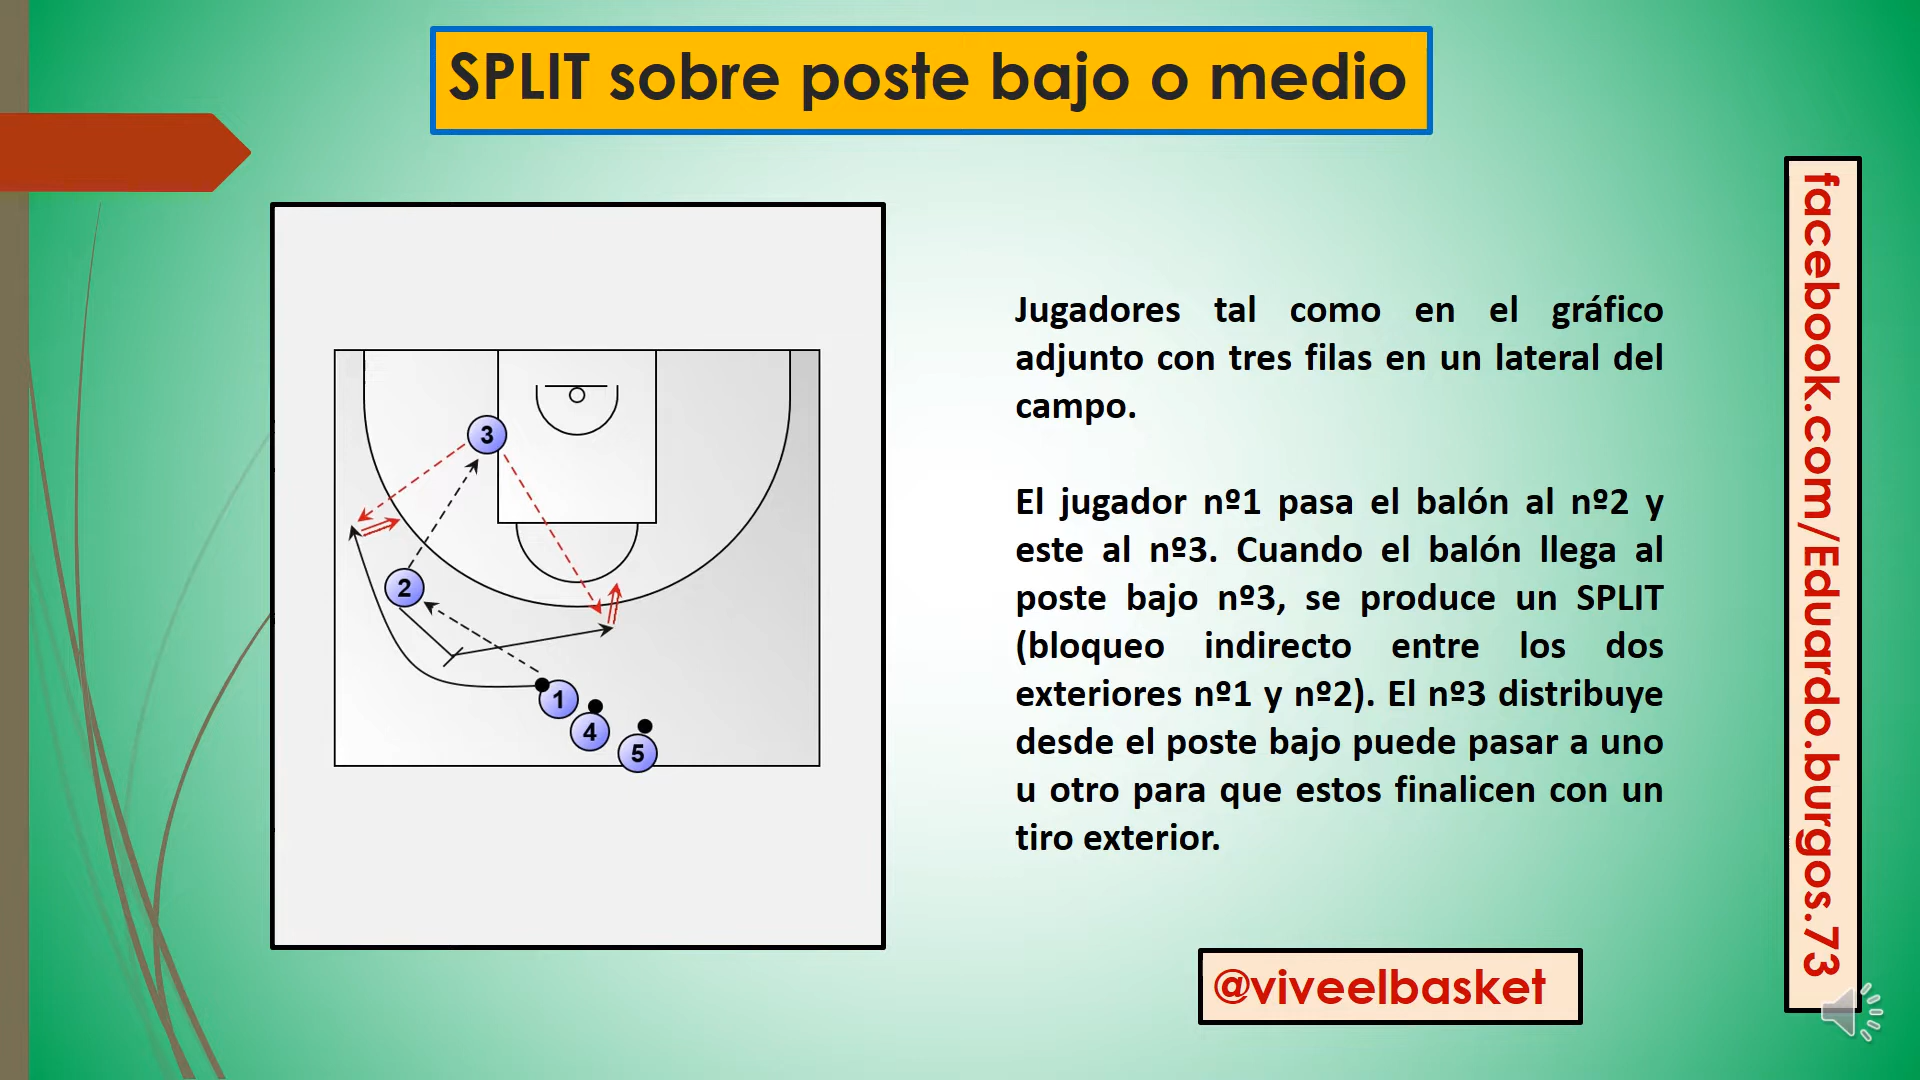 SPLIT sobre poste bajo o medio
3
2
1
4
5
Jugadores tal como en el gráfico
adjunto con tres filas en un lateral del
campo.
El jugador nº1 pasa el balón al nº2 y
este al nº3. Cuando el balón llega al
poste bajo nº3, se produce un SPLIT
(bloqueo indirecto entre los dos
exteriores nº1 y nº2). El nº3 distribuye
desde el poste bajo puede pasar a uno
u otro para que estos finalicen con un
tiro exterior.
@viveelbasket
facebook.com/Eduardo.burgos.73